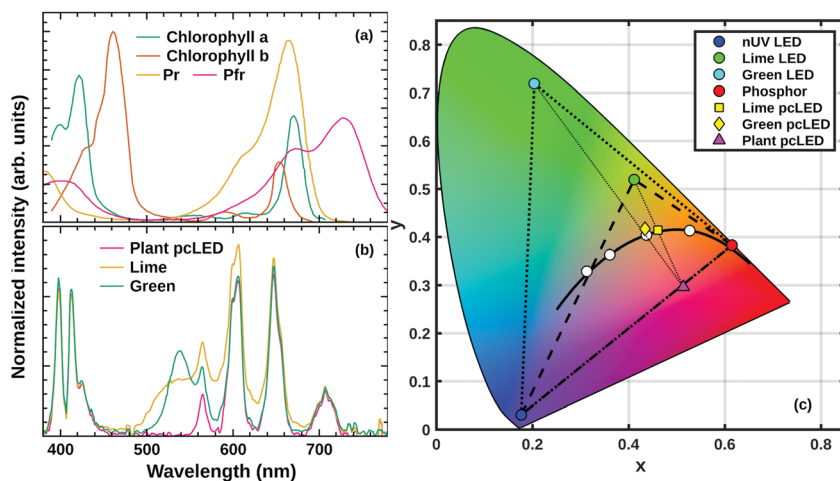 Normalized intensity (arb. units)
Chlorophyll a
(a)
Chlorophyll b
Pr
Pfr
Plant pcLED
(b)
Lime
Green
400
500
600
700
Wavelength (nm)
y
0.8
0.7
0.6
0.5
0.4
0.3
0.2
0.1
0
nUV LED
Lime LED
Green LED
Phosphor
Lime pcLED
Green pcLED
Plant pcLED
(c)
0
0.2
0.4
0.6
0.8
x